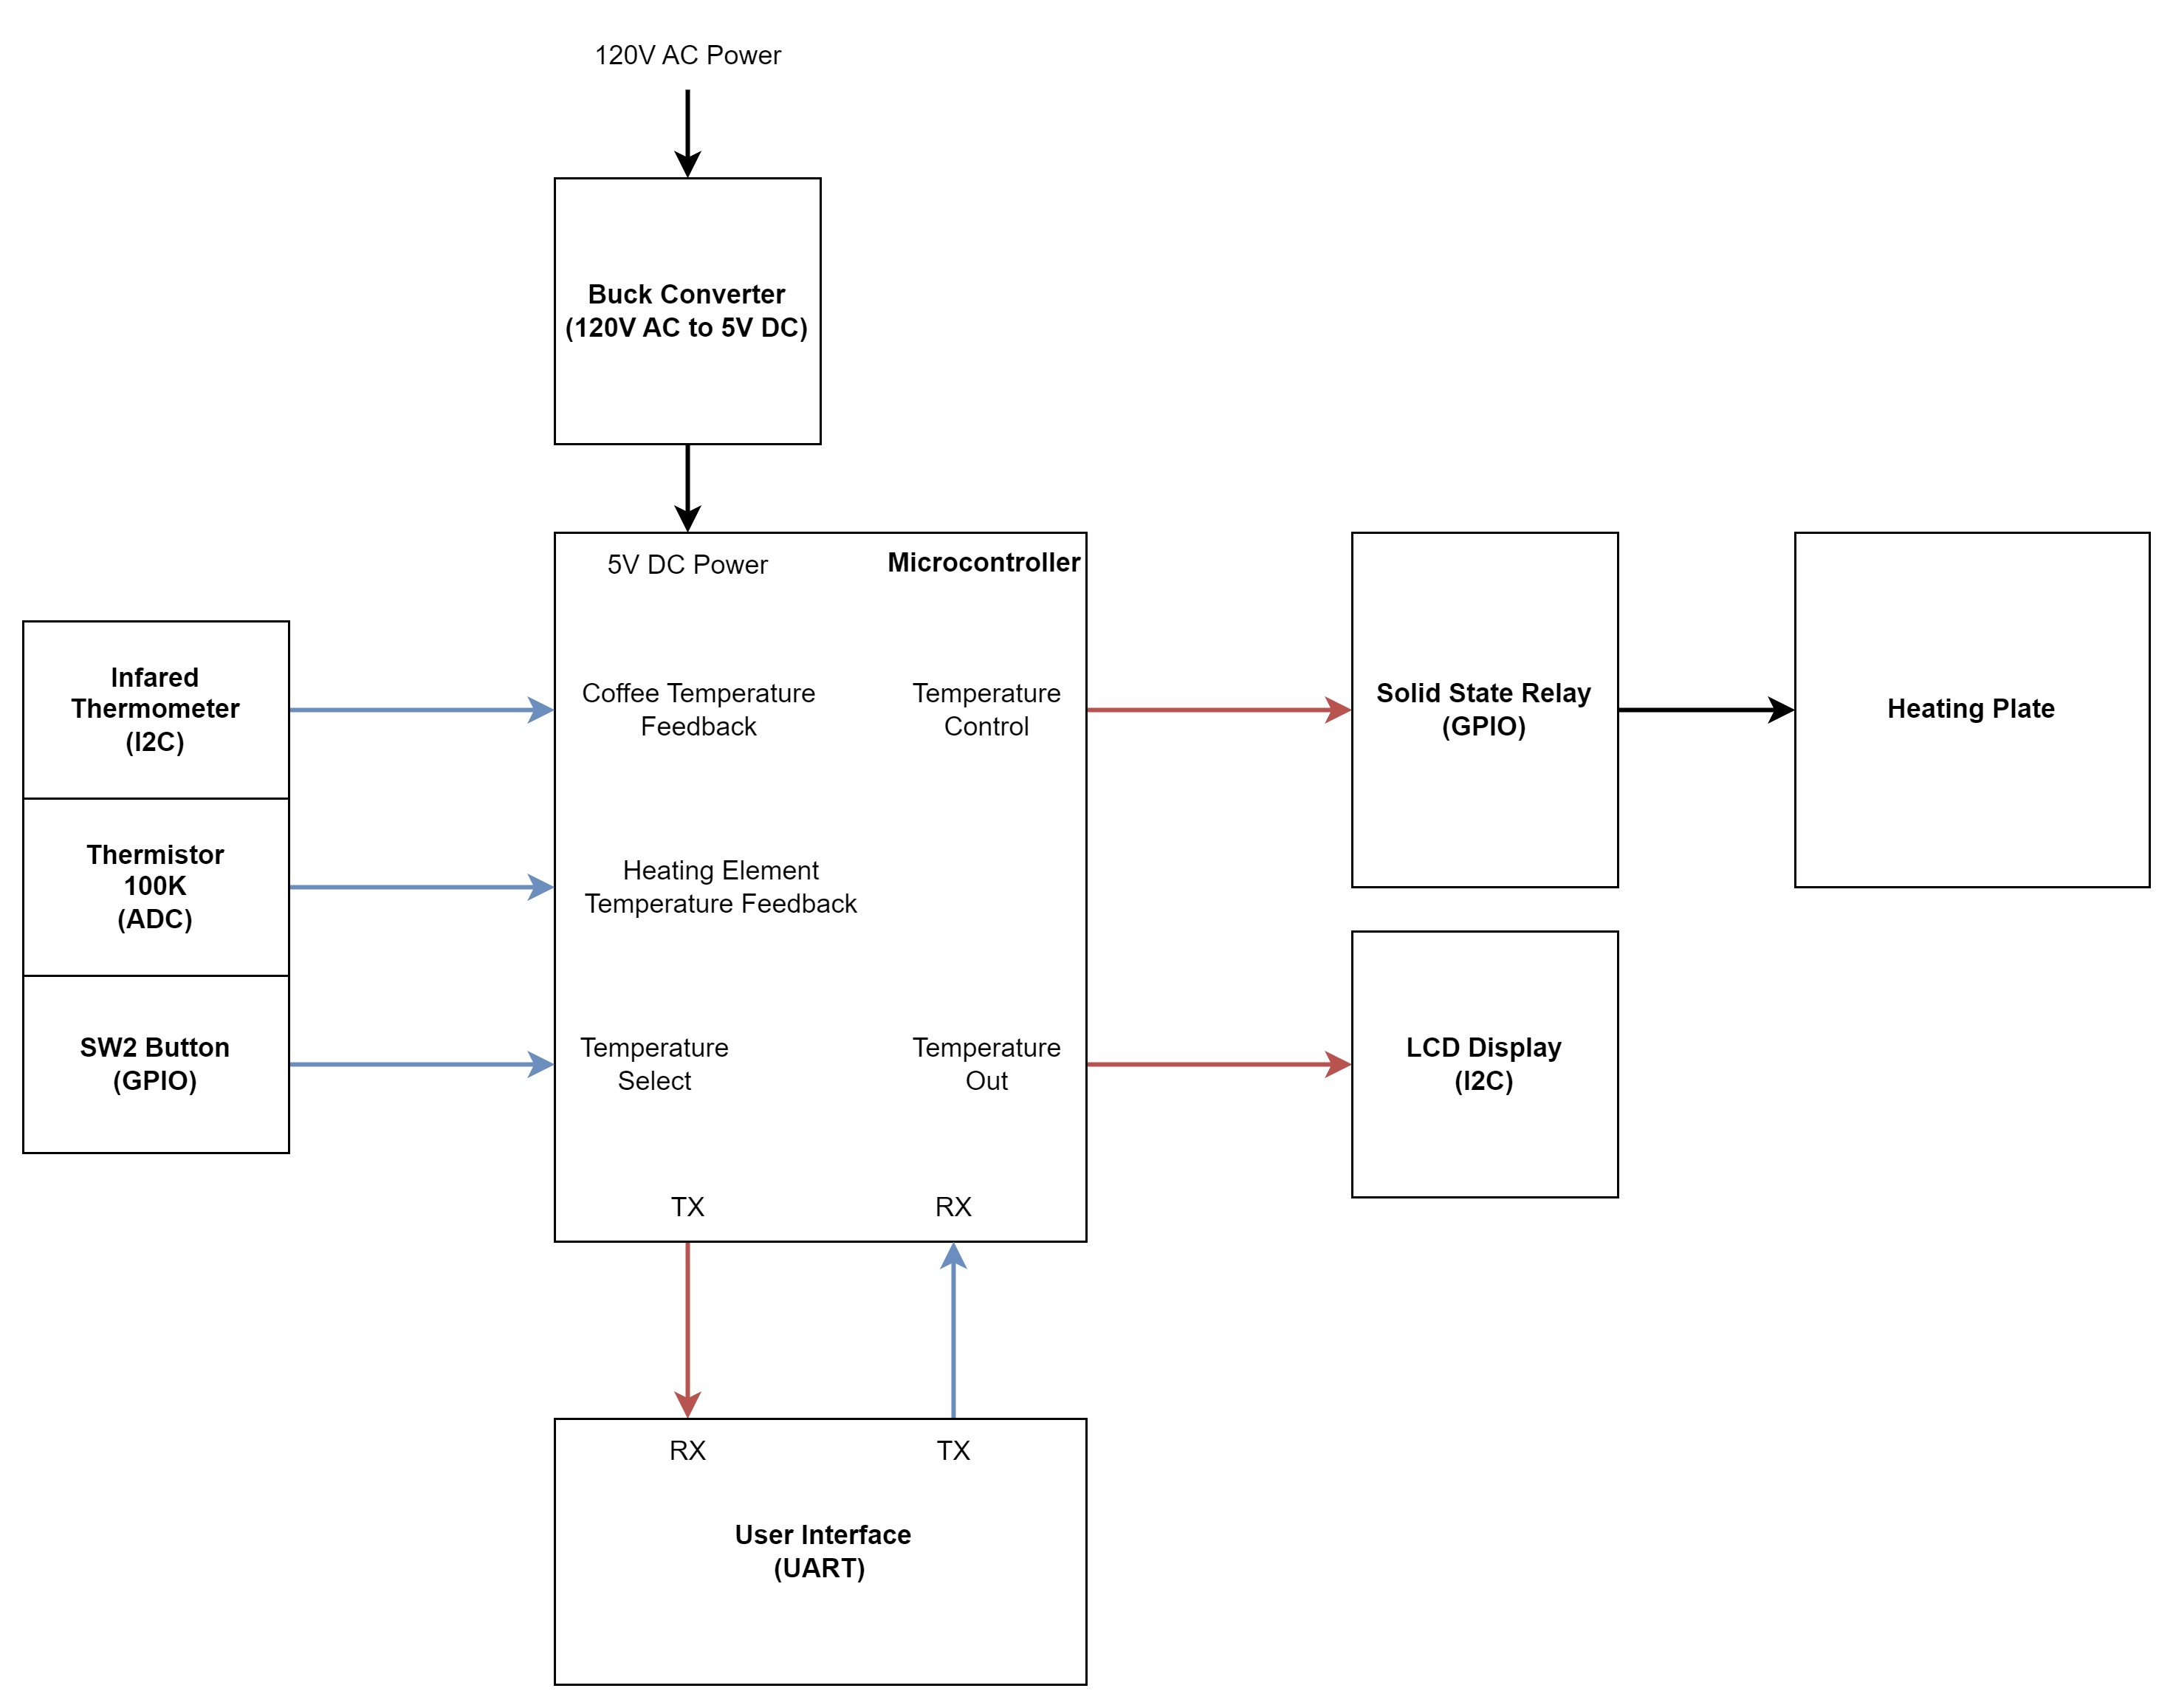 120V AC Power
Buck Converter
(120V AC to 5V DC)
5V DC Power
Microcontroller
Infared
Thermometer
(I2C)
Coffee Temperature
Feedback
Temperature
Control
Solid State Relay
(GPIO)
Heating Plate
Thermistor
100K
(ADC)
Heating Element
Temperature Feedback
SW2 Button
(GPIO)
Temperature
Select
Temperature
Out
LCD Display
(I2C)
TX
RX
RX
TX
User Interface
(UART)